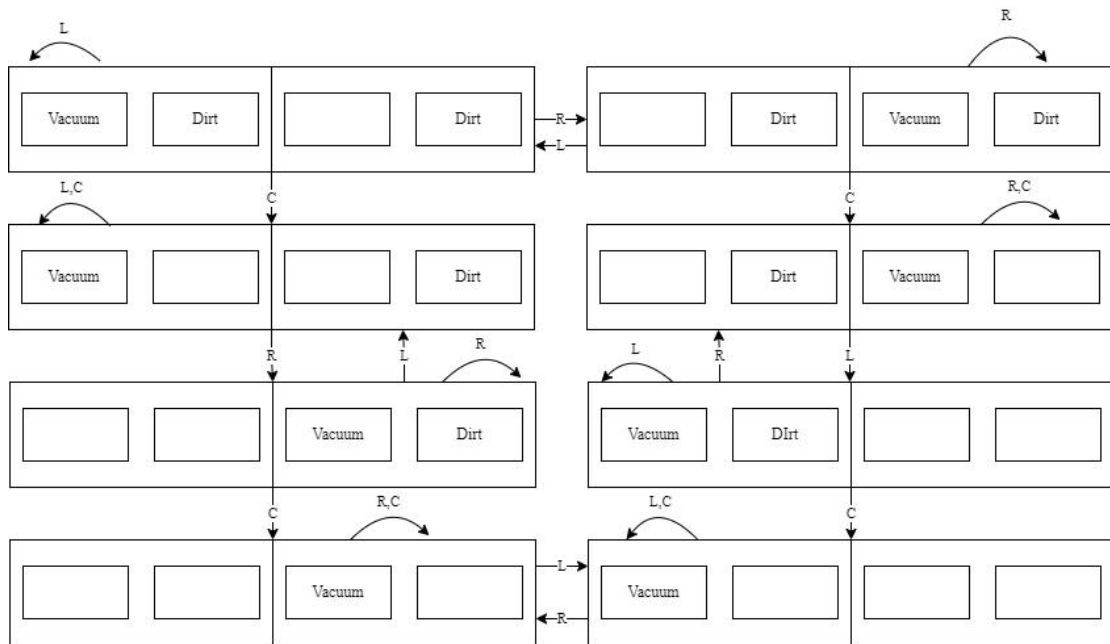 L
R
Vacuum Dirt Dirt R Dirt Vacuum Dirt
L
L,C C C R,C
Vacuum Dirt Dirt Vacuum
R L R L R L
Vacuum Dirt Vacuum DIrt
C R,C L,C C
Vacuum L Vacuum
R